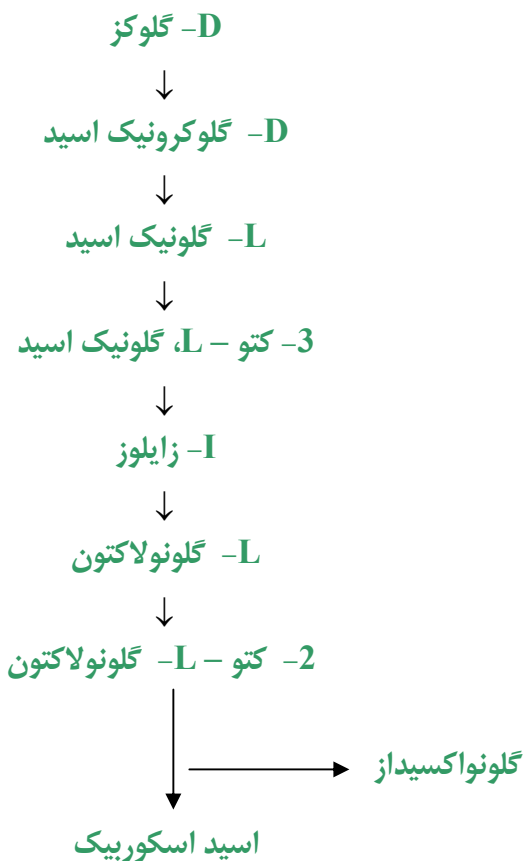 D- گلوکز
↓
D- گلوکرونیک اسید
↓
L- گلونیک اسید
↓
3- کتو – L، گلونیک اسید
↓
I- زایلوز
↓
L- گلونولاکتون
↓
2- کتو – L- گلونولاکتون
گلونواکسیداز
اسید اسکوربیک